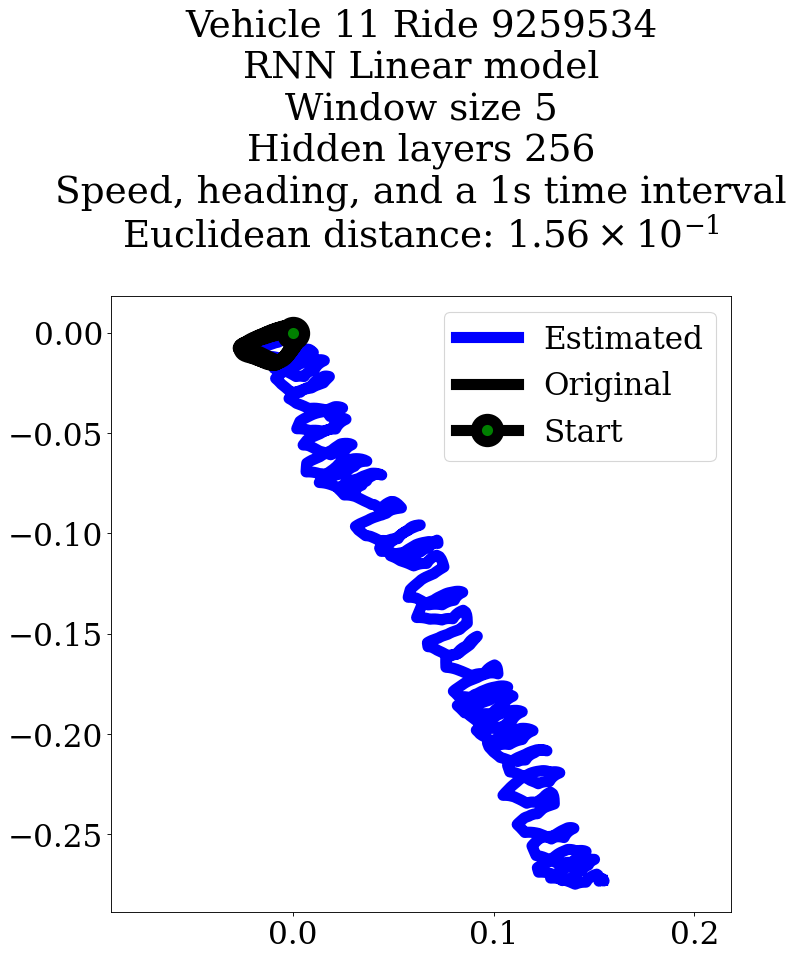 Vehicle 11 Ride 9259534
RNN Linear model
Window size 5
Hidden layers 256
Speed, heading, and a 1s time interval
Euclidean distance: 1.56 × 10⁻¹
Estimated
Original
Start
0.00
−0.05
−0.10
−0.15
−0.20
−0.25
0.0 0.1 0.2